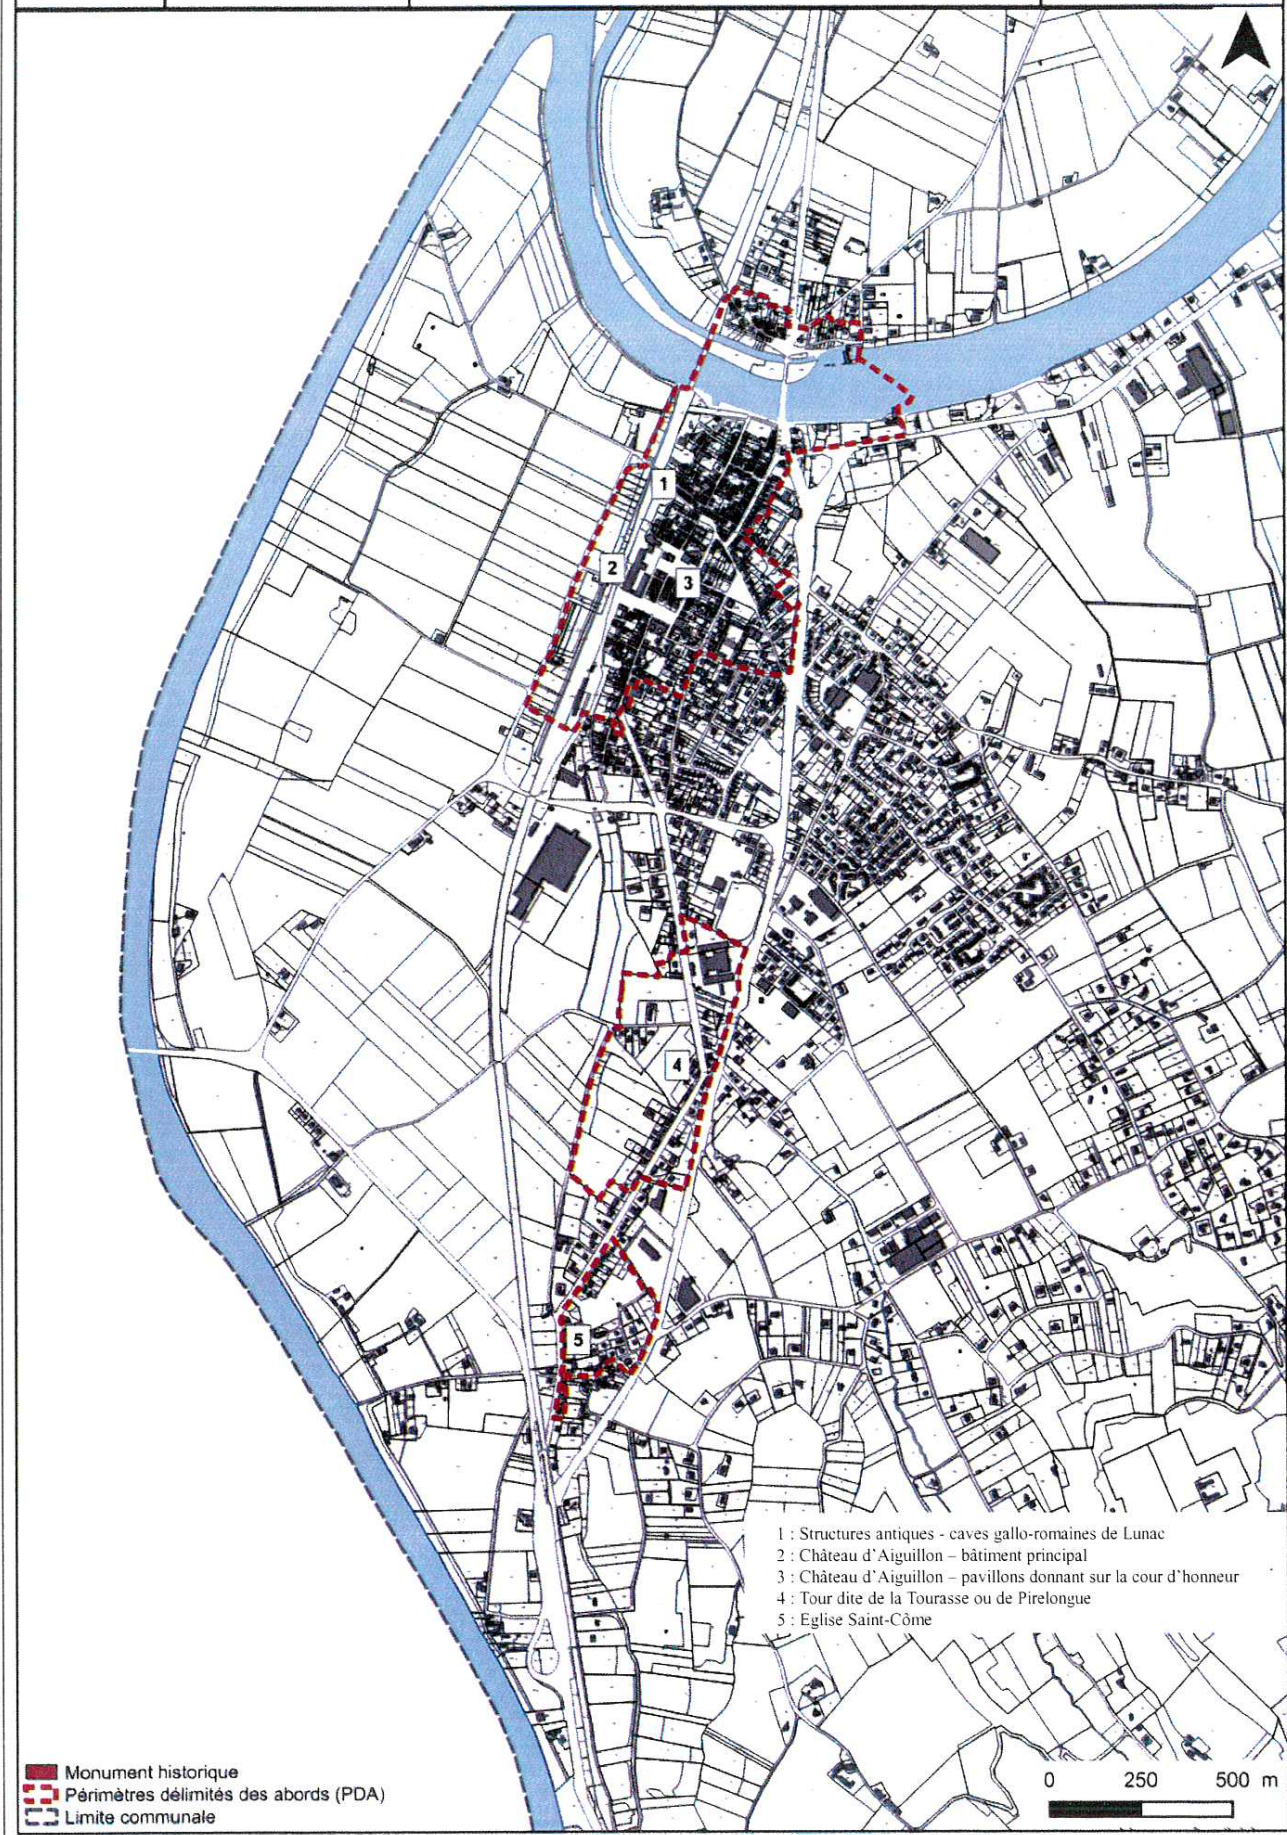 1
2
3
4
5
1 : Structures antiques - caves gallo-romaines de Lunac
2 : Château d'Aiguillon – bâtiment principal
3 : Château d'Aiguillon – pavillons donnant sur la cour d'honneur
4 : Tour dite de la Tourasse ou de Pirelongue
5 : Eglise Saint-Côme
Monument historique
Périmètres délimités des abords (PDA)
Limite communale
0 250 500 m